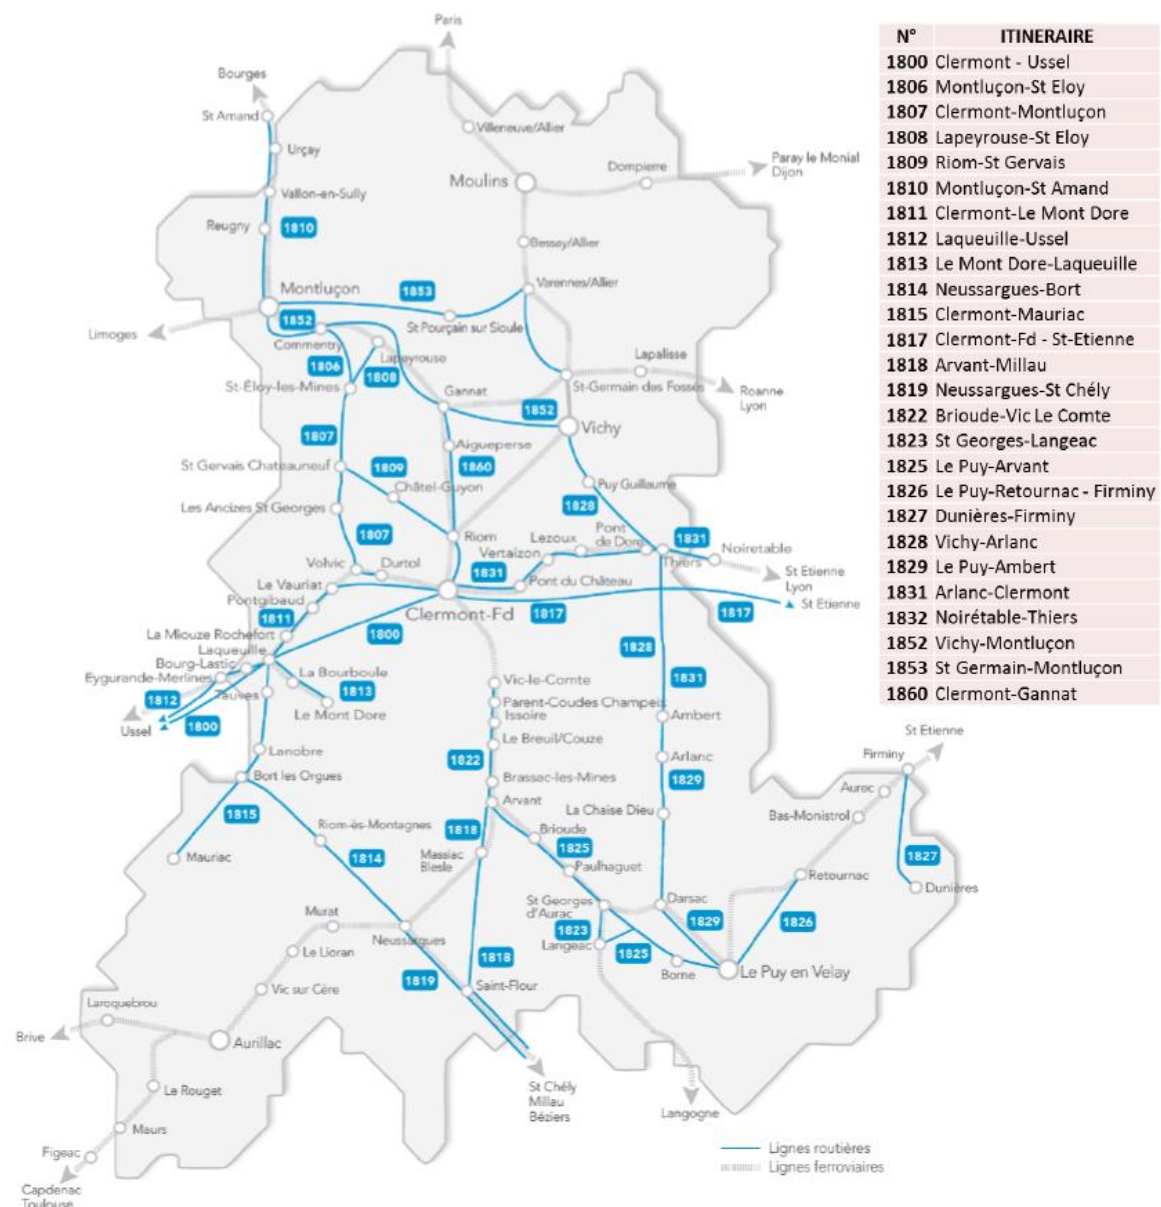 Paris
Bourges
St Amand
Urçay
Villeneuve/Allier
Vallon-en-Sully
Moulins
Dompierre
Paray le Monial
Dijon
Reugny
1810
Bessay/Allier
Montluçon
1853
Varennes/Allier
Limoges
1852
Commentry
St Pourçain sur Sioule
Lapeyrouse
1806
1808
Lapalisse
St-Éloy-les-Mines
Gannat
St-Germain des Fossés
Roanne
Lyon
1852
Vichy
1807
Aigueperse
St Gervais Chateauneuf
1809
1860
Châtel-Guyon
Puy Guillaume
Les Ancizes St Georges
1828
1807
Riom
Lezoux
Pont
de Dore
1831
Vertaizon
Noiretable
Volvic
Durtol
1831
Thiers
Le Vauriat
Pont du Château
St Etienne
Lyon
Pontgibaud
Clermont-Fd
1817
1817
St Etienne
1811
La Miouze Rochefort
1800
Laqueuille
1828
Bourg-Lastic
La Bourboule
Eygurande-Merlines
1813
Vic-le-Comte
1831
1812
Tauves
Le Mont Dore
Parent-Coudes Champeix
Issoire
Ambert
Ussel
1800
Le Breuil/Couze
Lanobre
1822
Arlanc
Bort les Orgues
Brassac-les-Mines
1829
Arvant
1815
La Chaise Dieu
Riom-ès-Montagnes
1818
Brioude
Mauriac
1814
Massiac
Blesle
1825
Paulhaguet
St Georges
d'Aurac
Darsac
Murat
1823
1829
Neussargues
Langeac
1825
Le Lioran
1818
Borne
Le Puy en Velay
1819
Saint-Flour
Vic sur Cère
Laroquebrou
Brive
Aurillac
Le Rouget
St Chély
Millau
Béziers
Langogne
Maurs
Figeac
Capdenac
Toulouse
St Etienne
Firminy
Aurec
Bas-Monistrol
1827
Retournac
Dunières
1826
Lignes routières
Lignes ferroviaires
N° ITINERAIRE
1800 Clermont - Ussel
1806 Montluçon-St Eloy
1807 Clermont-Montluçon
1808 Lapeyrouse-St Eloy
1809 Riom-St Gervais
1810 Montluçon-St Amand
1811 Clermont-Le Mont Dore
1812 Laqueuille-Ussel
1813 Le Mont Dore-Laqueuille
1814 Neussargues-Bort
1815 Clermont-Mauriac
1817 Clermont-Fd - St-Etienne
1818 Arvant-Millau
1819 Neussargues-St Chély
1822 Brioude-Vic Le Comte
1823 St Georges-Langeac
1825 Le Puy-Arvant
1826 Le Puy-Retournac - Firminy
1827 Dunières-Firminy
1828 Vichy-Arlanc
1829 Le Puy-Ambert
1831 Arlanc-Clermont
1832 Noirétable-Thiers
1852 Vichy-Montluçon
1853 St Germain-Montluçon
1860 Clermont-Gannat